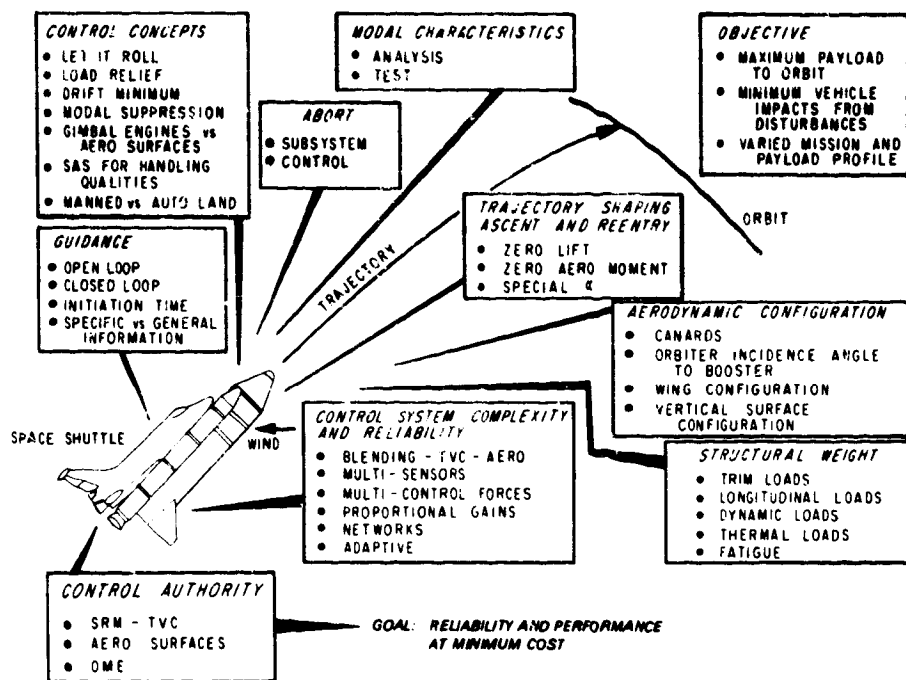 CONTROL CONCEPTS
● LET IT ROLL
● LOAD RELIEF
● DRIFT MINIMUM
● MODAL SUPPRESSION
● GIMBAL ENGINES vs
AERO SURFACES
● SAS FOR HANDLING
QUALITIES
● MANNED vs AUTO LAND
MODAL CHARACTERISTICS
● ANALYSIS
● TEST
OBJECTIVE
● MAXIMUM PAYLOAD
TO ORBIT
● MINIMUM VEHICLE
IMPACTS FROM
DISTURBANCES
● VARIED MISSION AND
PAYLOAD PROFILE
ABORT
● SUBSYSTEM
● CONTROL
GUIDANCE
● OPEN LOOP
● CLOSED LOOP
● INITIATION TIME
● SPECIFIC vs GENERAL
INFORMATION
TRAJECTORY
TRAJECTORY SHAPING
ASCENT AND REENTRY
● ZERO LIFT
● ZERO AERO MOMENT
● SPECIAL α
ORBIT
AERODYNAMIC CONFIGURATION
● CANARDS
● ORBITER INCIDENCE ANGLE
TO BOOSTER
● WING CONFIGURATION
● VERTICAL SURFACE
CONFIGURATION
SPACE SHUTTLE
WIND
CONTROL SYSTEM COMPLEXITY
AND RELIABILITY
● BLENDING - TVC - AERO
● MULTI - SENSORS
● MULTI - CONTROL FORCES
● PROPORTIONAL GAINS
● NETWORKS
● ADAPTIVE
STRUCTURAL WEIGHT
● TRIM LOADS
● LONGITUDINAL LOADS
● DYNAMIC LOADS
● THERMAL LOADS
● FATIGUE
CONTROL AUTHORITY
● SRM - TVC
● AERO SURFACES
● OME
GOAL: RELIABILITY AND PERFORMANCE
AT MINIMUM COST